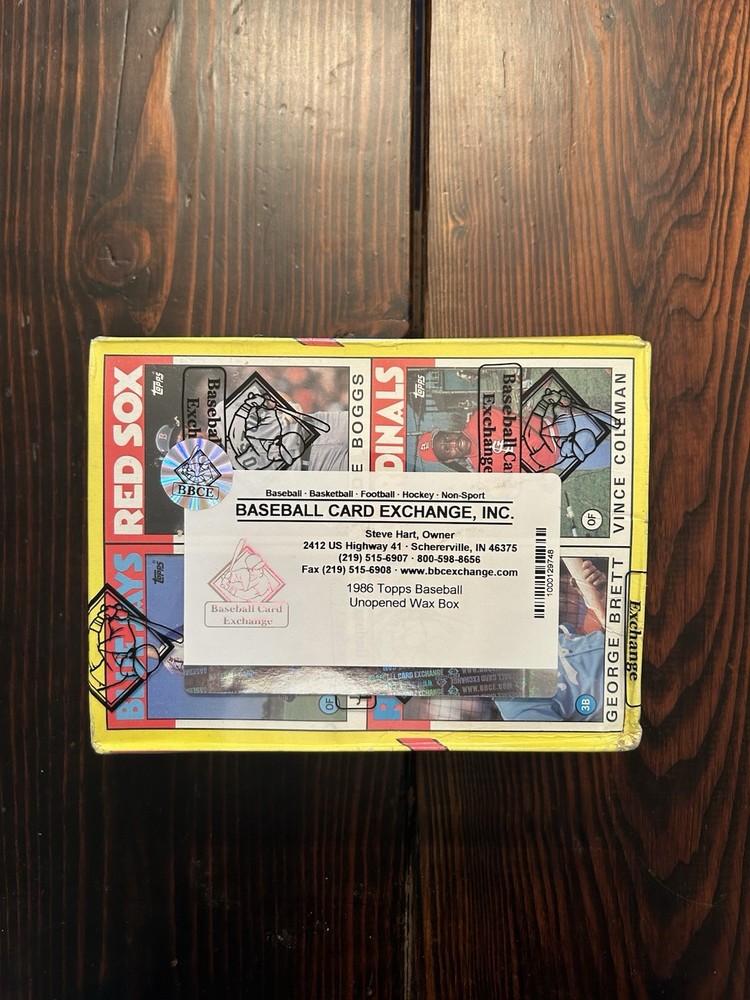 Baseball · Basketball · Football · Hockey · Non-Sport
BASEBALL CARD EXCHANGE, INC.
Steve Hart, Owner
2412 US Highway 41 · Schererville, IN 46375
(219) 515-6907 · 800-598-8656
Fax (219) 515-6908 · www.bbcexchange.com
1986 Topps Baseball
Unopened Wax Box
Baseball Card
Exchange
1000129748
BBCE
RED SOX
Topps
BOGGS
Topps
VINCE COLEMAN
OF
Topps
OF
GEORGE BRETT
3B
Exchange
BASEBALL CARD EXCHANGE